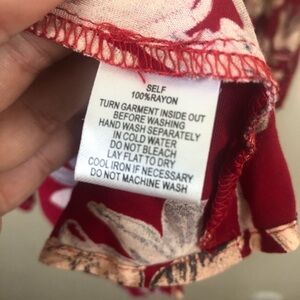 SELF
100%RAYON
TURN GARMENT INSIDE OUT
BEFORE WASHING
HAND WASH SEPARATELY
IN COLD WATER
DO NOT BLEACH
LAY FLAT TO DRY
COOL IRON IF NECESSARY
DO NOT MACHINE WASH